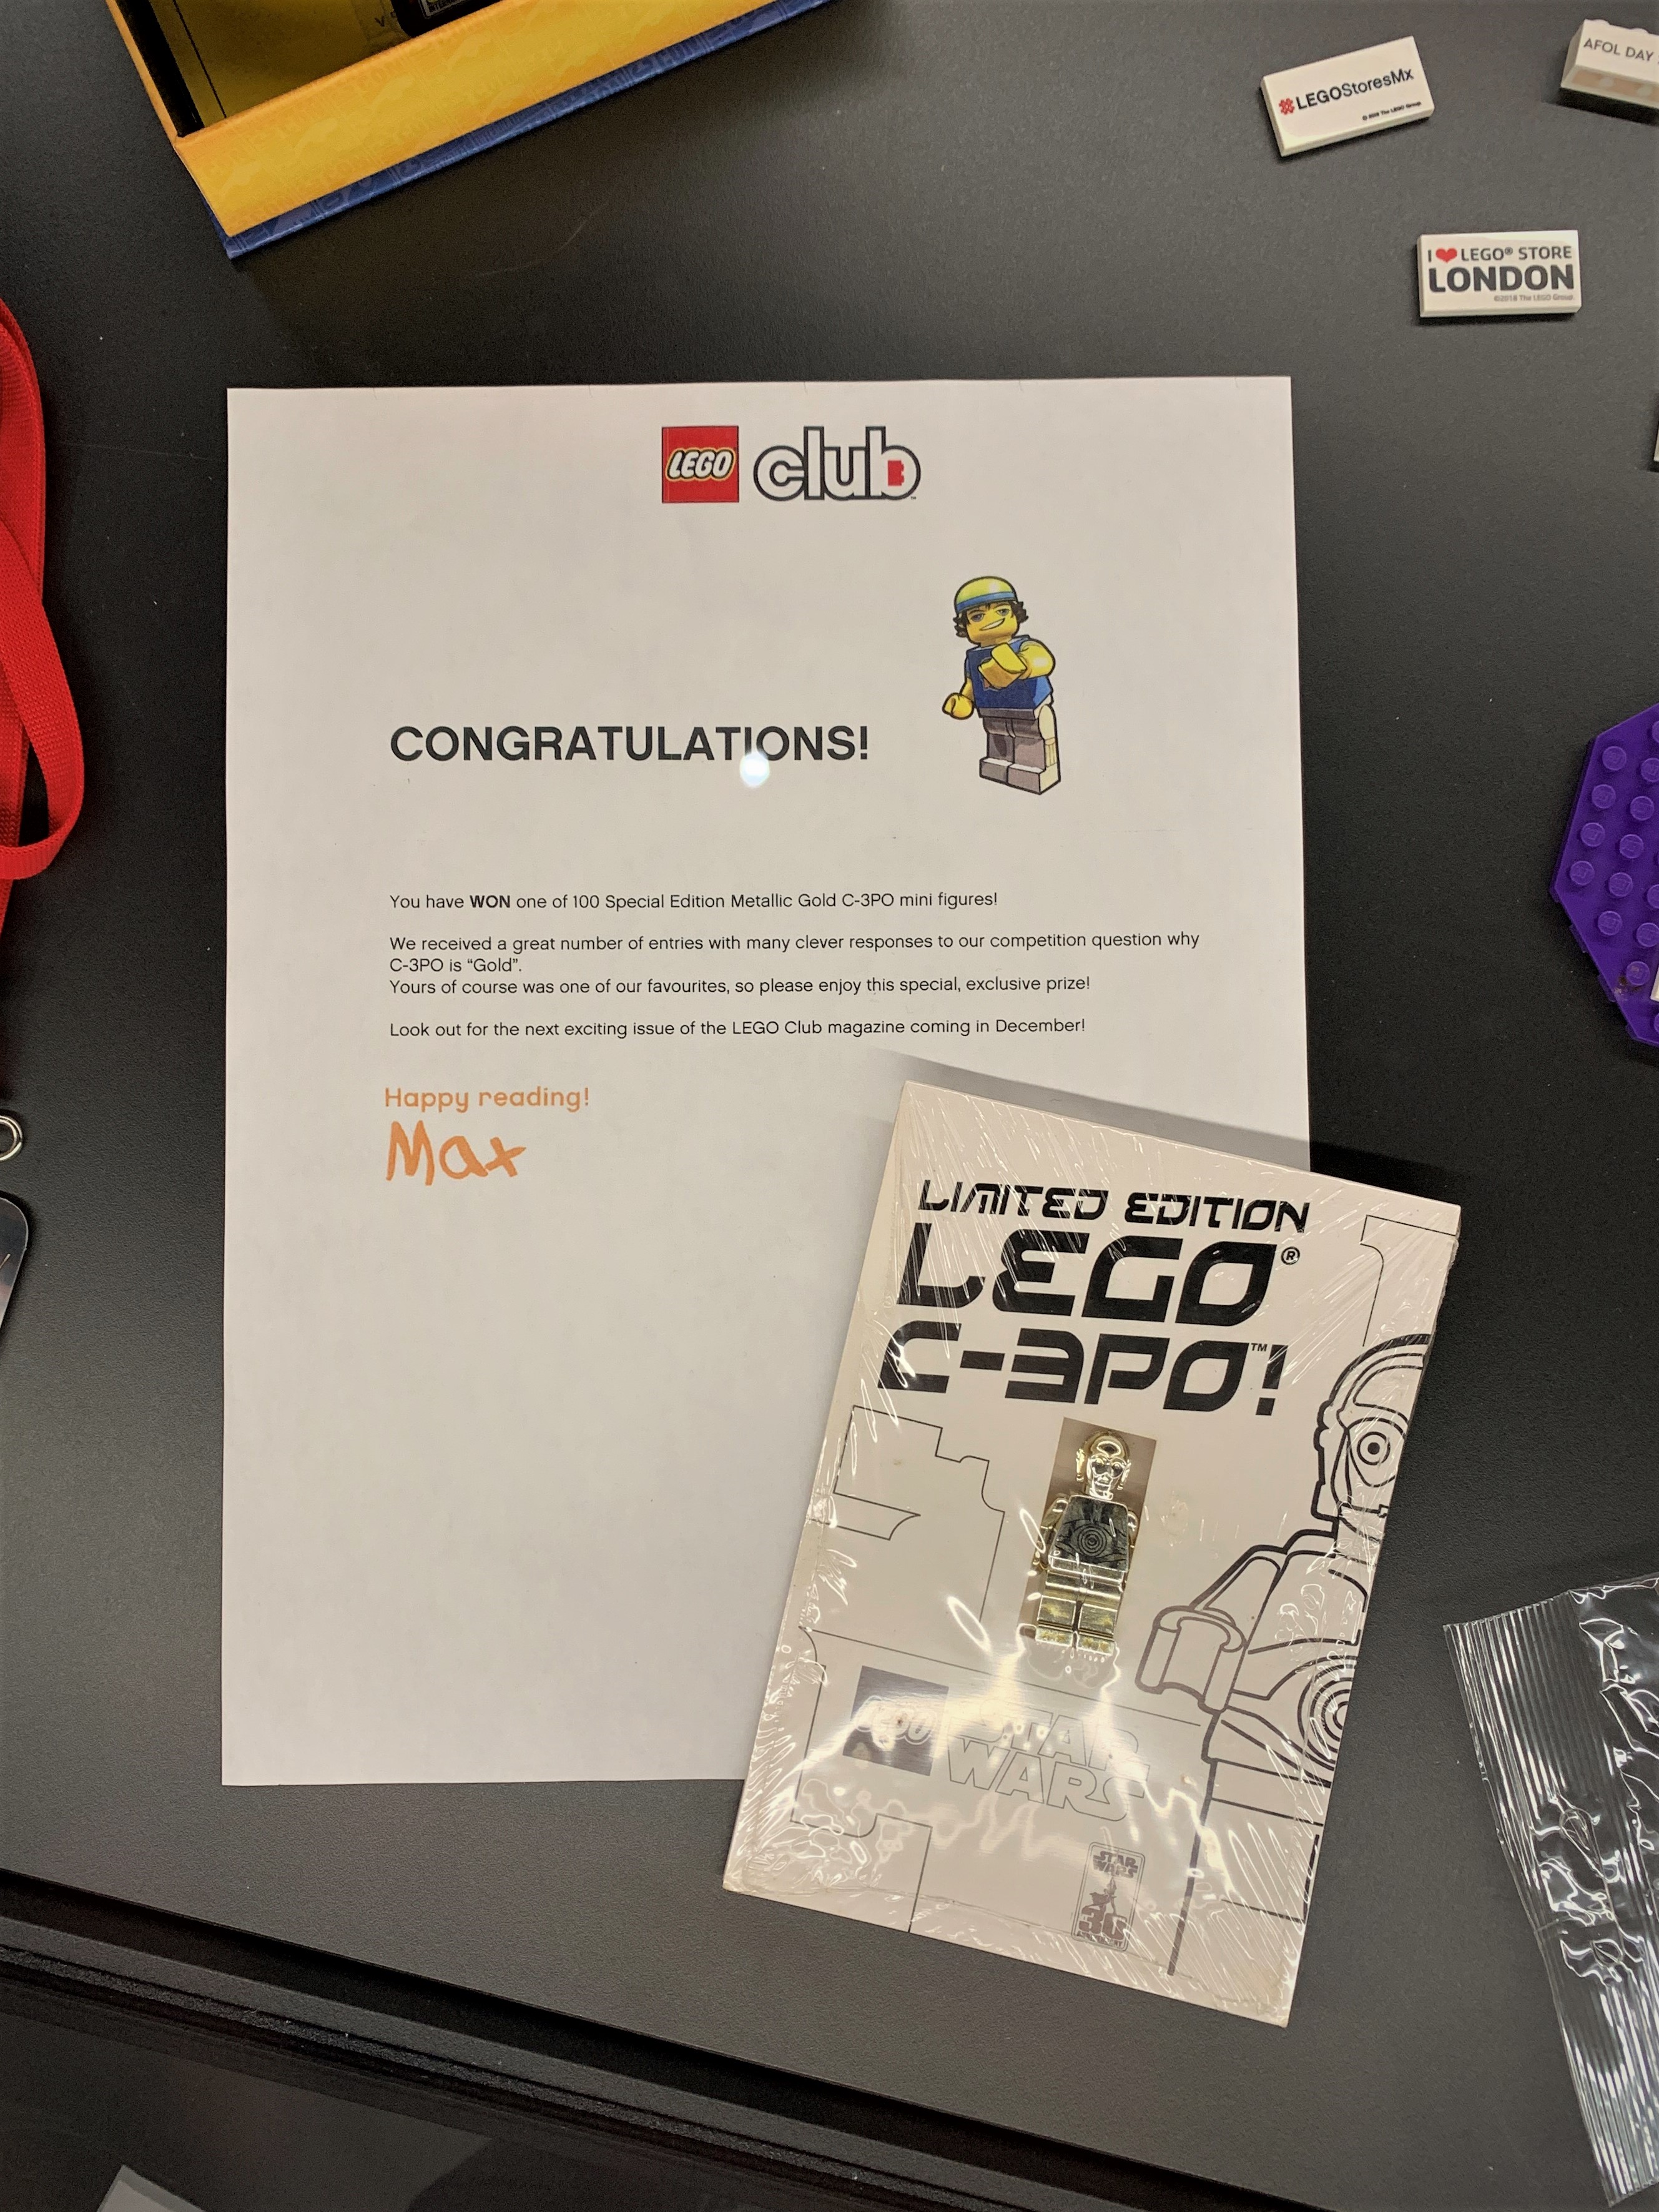 #LEGOStoresMx
AFOL DAY
I ❤ LEGO® STORE
LONDON
©2018 The LEGO Group.
LEGO club™
CONGRATULATIONS!
You have WON one of 100 Special Edition Metallic Gold C-3PO mini figures!
We received a great number of entries with many clever responses to our competition question why
C-3PO is “Gold”.
Yours of course was one of our favourites, so please enjoy this special, exclusive prize!
Look out for the next exciting issue of the LEGO Club magazine coming in December!
Happy reading!
Max
LIMITED EDITION
LEGO®
C-3PO™!
LEGO
STAR
WARS
STAR
WARS
30